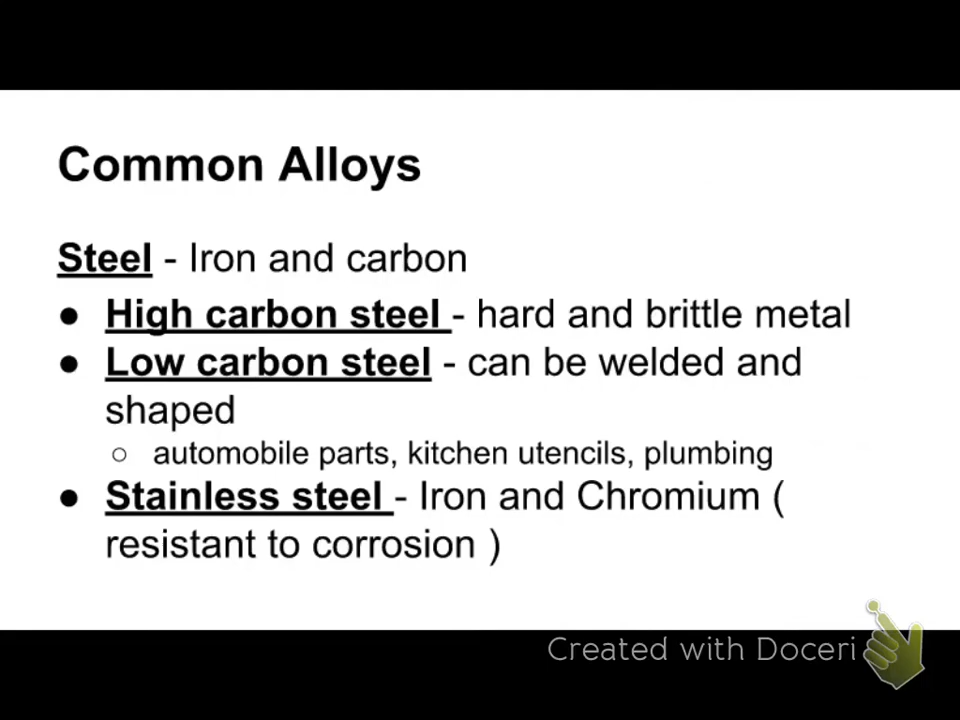 Common Alloys
Steel - Iron and carbon
● High carbon steel - hard and brittle metal
● Low carbon steel - can be welded and
shaped
○ automobile parts, kitchen utencils, plumbing
● Stainless steel - Iron and Chromium (
resistant to corrosion )
Created with Doceri